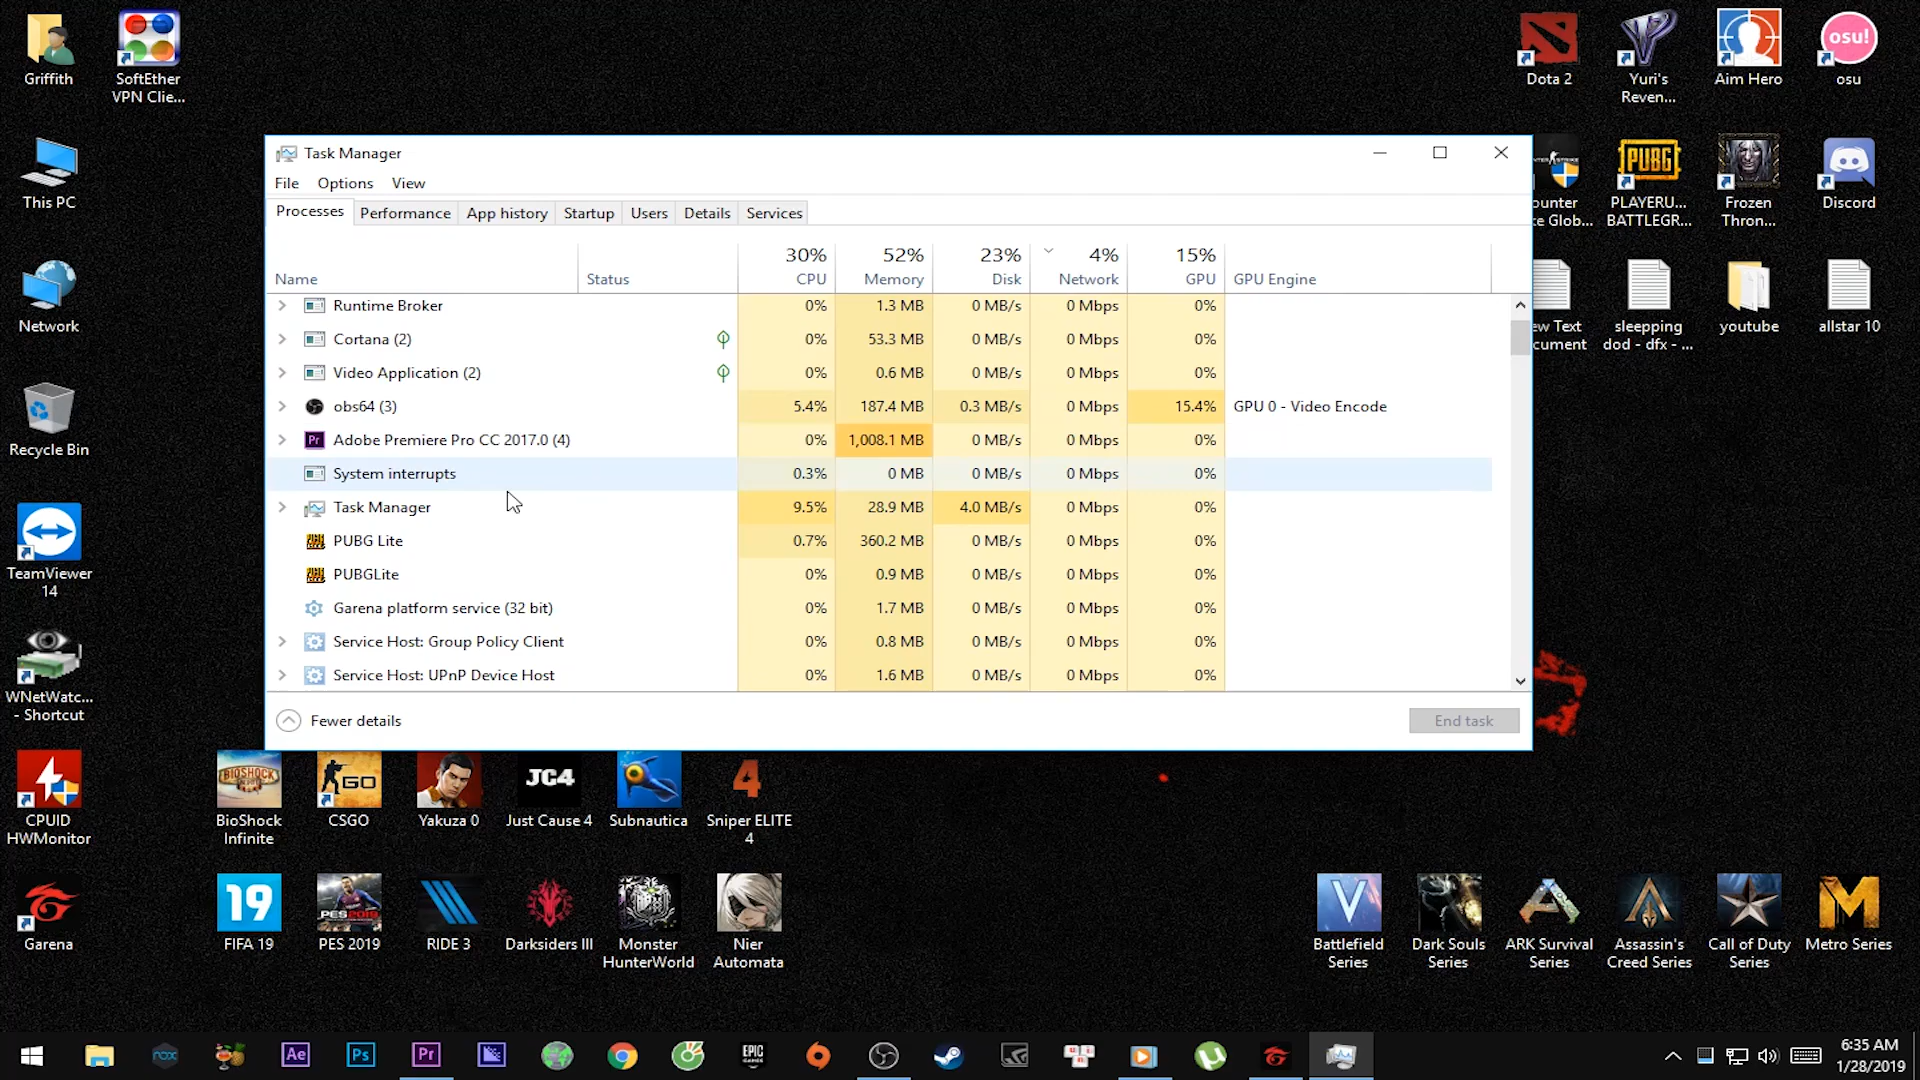 Griffith
SoftEther
VPN Clie...
This PC
Network
Recycle Bin
TeamViewer
14
WNetWatc...
- Shortcut
CPUID
HWMonitor
Garena
Dota 2
Yuri's
Reven...
Aim Hero
osu!
osu
ounter
e Glob...
PUBG
PLAYERU...
BATTLEGR...
Frozen
Thron...
Discord
ew Text
cument
sleepping
dod - dfx - ...
youtube
allstar 10
Task Manager
File Options View
Processes Performance App history Startup Users Details Services
30% 52% 23% 4% 15%
Name Status CPU Memory Disk Network GPU GPU Engine
Runtime Broker 0% 1.3 MB 0 MB/s 0 Mbps 0%
Cortana (2) 0% 53.3 MB 0 MB/s 0 Mbps 0%
Video Application (2) 0% 0.6 MB 0 MB/s 0 Mbps 0%
obs64 (3) 5.4% 187.4 MB 0.3 MB/s 0 Mbps 15.4% GPU 0 - Video Encode
Pr Adobe Premiere Pro CC 2017.0 (4) 0% 1,008.1 MB 0 MB/s 0 Mbps 0%
System interrupts 0.3% 0 MB 0 MB/s 0 Mbps 0%
Task Manager 9.5% 28.9 MB 4.0 MB/s 0 Mbps 0%
PUBG Lite 0.7% 360.2 MB 0 MB/s 0 Mbps 0%
PUBGLite 0% 0.9 MB 0 MB/s 0 Mbps 0%
Garena platform service (32 bit) 0% 1.7 MB 0 MB/s 0 Mbps 0%
Service Host: Group Policy Client 0% 0.8 MB 0 MB/s 0 Mbps 0%
Service Host: UPnP Device Host 0% 1.6 MB 0 MB/s 0 Mbps 0%
Fewer details End task
BIOSHOCK GO JC4 4
BioShock
Infinite
CSGO
Yakuza 0
Just Cause 4
Subnautica
Sniper ELITE
4
19 PES2019
FIFA 19
PES 2019
RIDE 3
Darksiders III
Monster
HunterWorld
Nier
Automata
V
Battlefield
Series
Dark Souls
Series
ARK Survival
Series
Assassin's
Creed Series
Call of Duty
Series
Metro Series
nox Ae Ps Pr EPIC GAMES
6:35 AM
1/28/2019